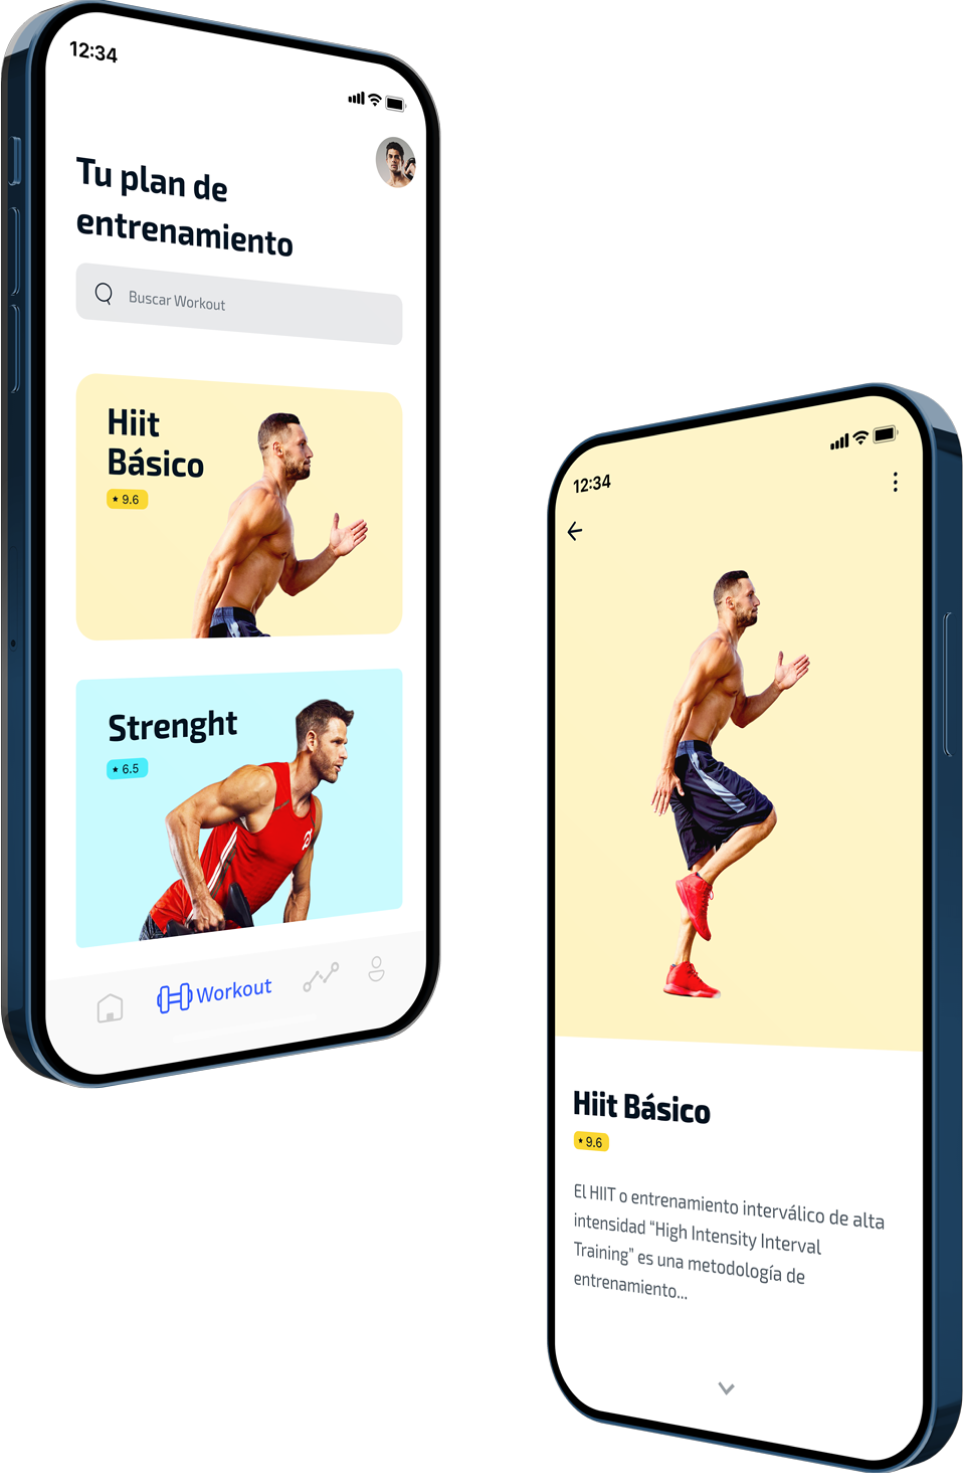 12:34
Tu plan de
entrenamiento
Buscar Workout
Hiit
Básico
9.6
Strenght
6.5
Workout
12:34
Hiit Básico
9.6
El HIIT o entrenamiento interválico de alta
intensidad “High Intensity Interval
Training” es una metodología de
entrenamiento...